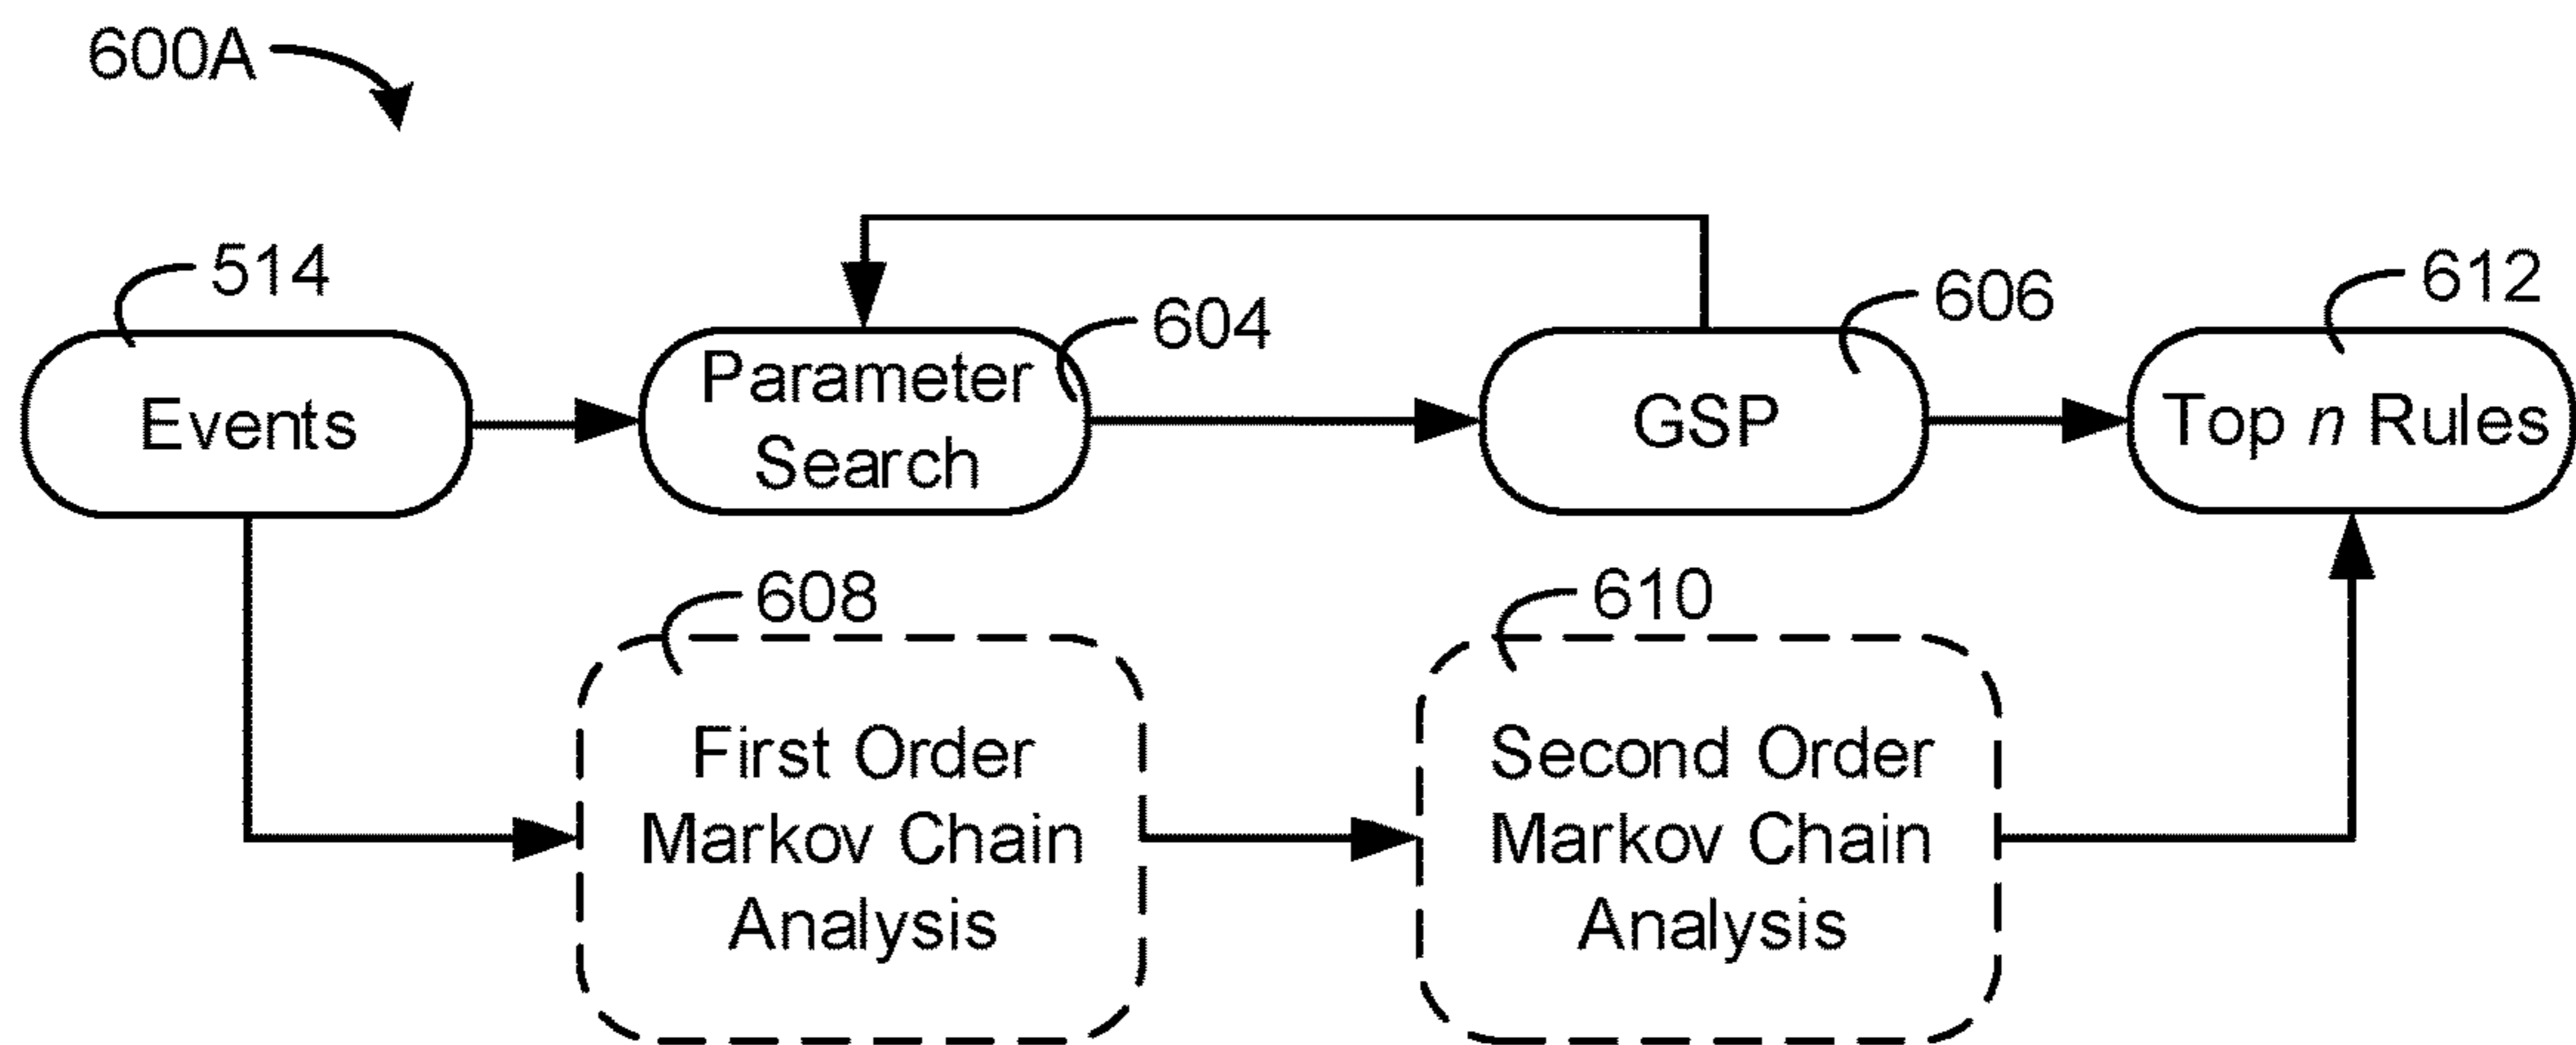 600A
514
604
606
612
Events
Parameter
Search
GSP
Top n Rules
608
610
First Order
Markov Chain
Analysis
Second Order
Markov Chain
Analysis